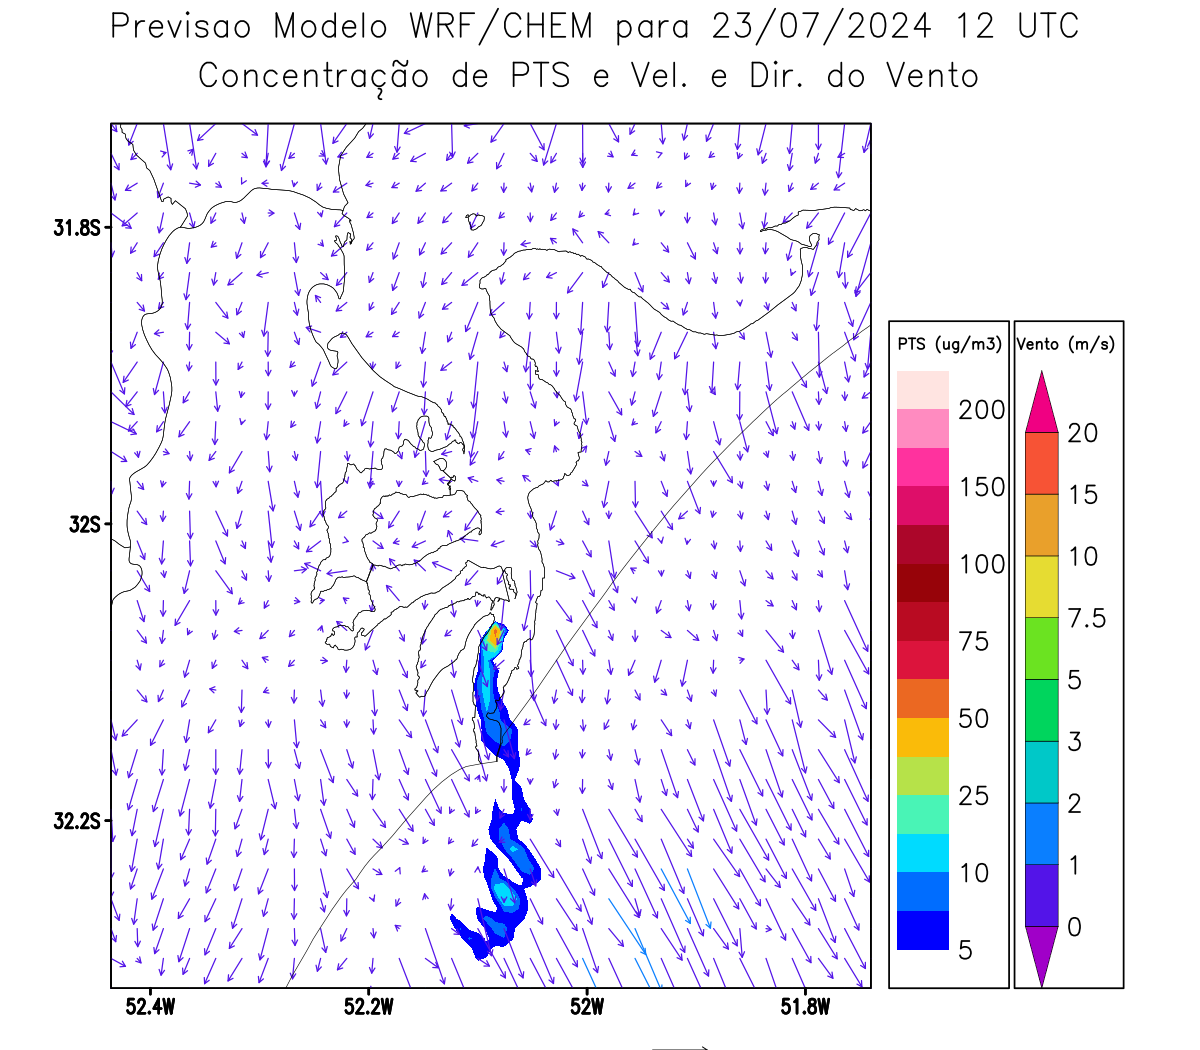 Previsao Modelo WRF/CHEM para 23/07/2024 12 UTC
Concentração de PTS e Vel. e Dir. do Vento
31.8S
32S
32.2S
52.4W
52.2W
52W
51.8W
PTS (ug/m3)
200
150
100
75
50
25
10
5
Vento (m/s)
20
15
10
7.5
5
3
2
1
0